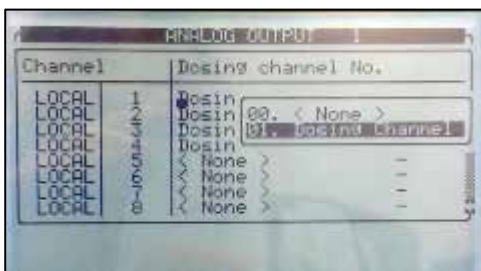 ANALOG OUTPUT 1
Channel Dosing channel No.
LOCAL 1 Dosin
LOCAL 2 Dosin 00. < None >
LOCAL 3 Dosin 01. Dosing Channel
LOCAL 4 Dosin
LOCAL 5 < None > -
LOCAL 6 < None > -
LOCAL 7 < None > -
LOCAL 8 < None > -